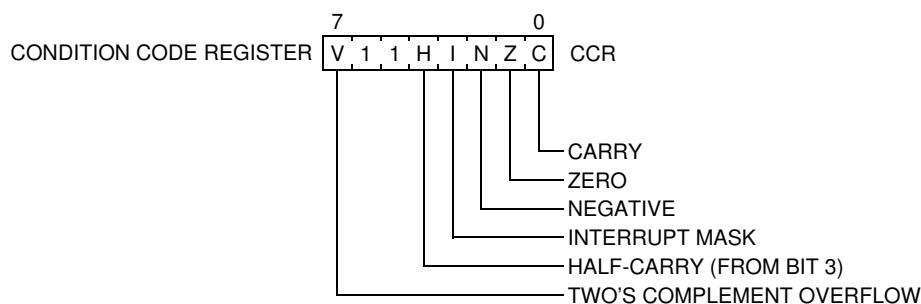 7 0
CONDITION CODE REGISTER V 1 1 H I N Z C CCR
CARRY
ZERO
NEGATIVE
INTERRUPT MASK
HALF-CARRY (FROM BIT 3)
TWO'S COMPLEMENT OVERFLOW